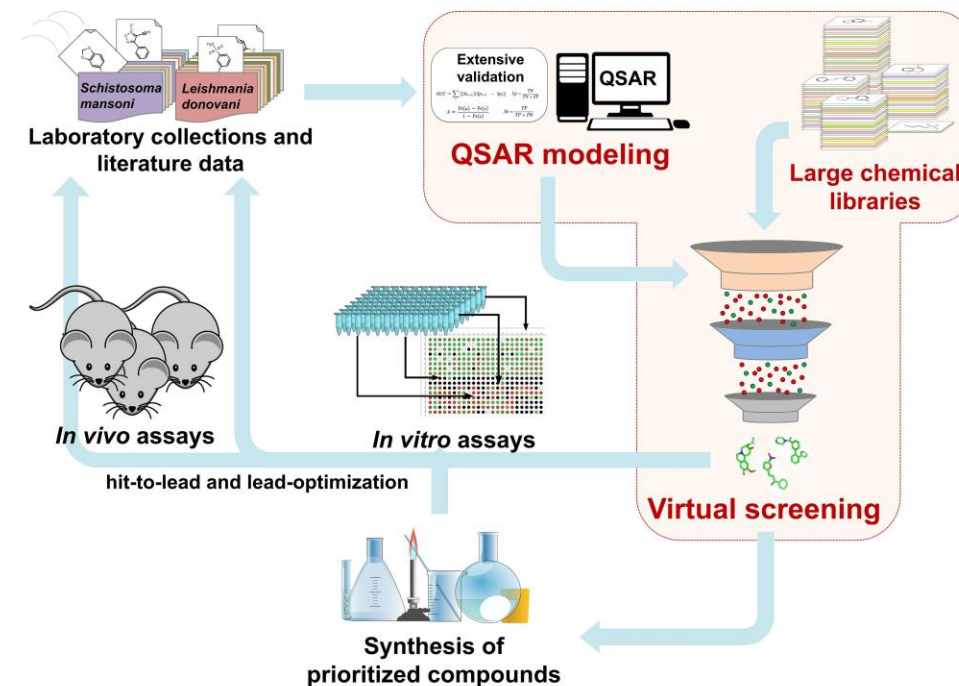 Schistosoma
mansoni
Leishmania
donovani
Laboratory collections and
literature data
Extensive
validation
QSAR
QSAR modeling
Large chemical
libraries
In vivo assays
In vitro assays
hit-to-lead and lead-optimization
Virtual screening
Synthesis of
prioritized compounds